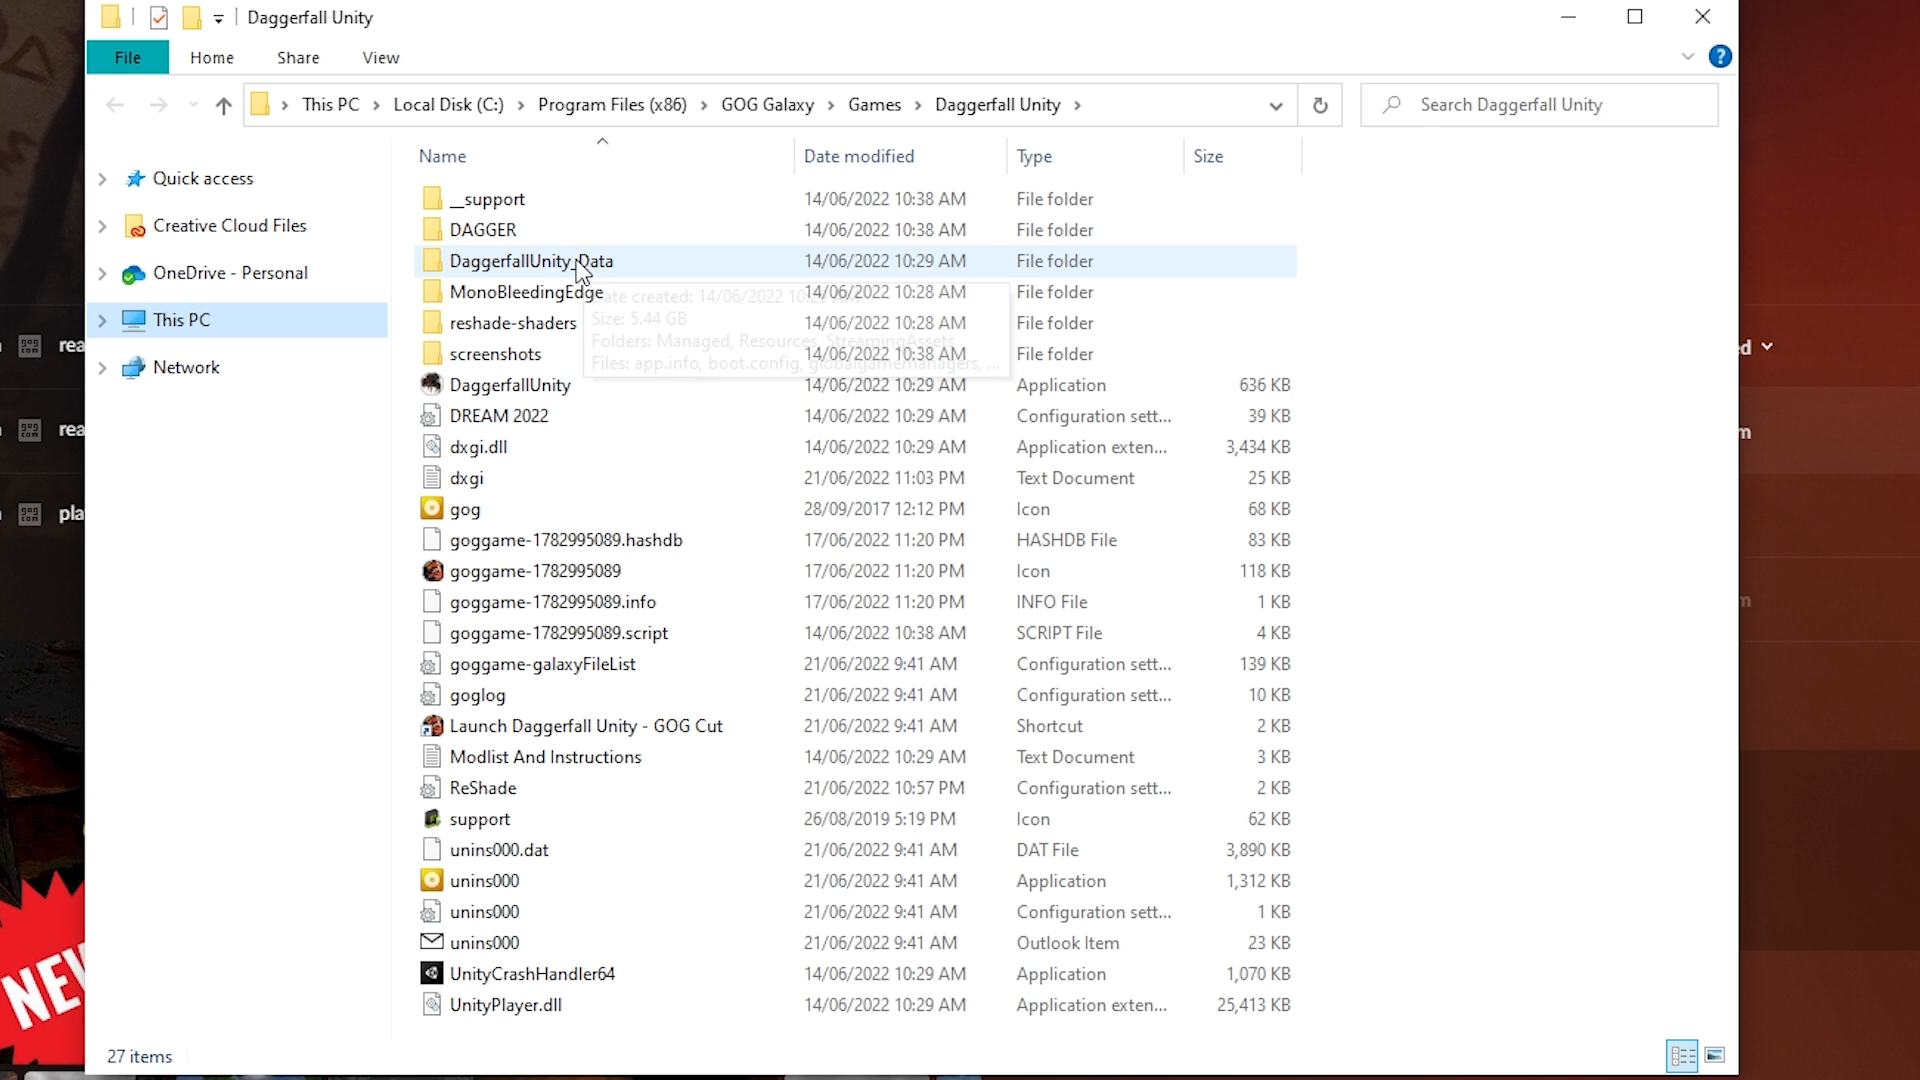 Daggerfall Unity
File Home Share View
This PC Local Disk (C:) Program Files (x86) GOG Galaxy Games Daggerfall Unity
Search Daggerfall Unity
Name Date modified Type Size
Quick access
Creative Cloud Files
OneDrive - Personal
This PC
Network
__support 14/06/2022 10:38 AM File folder
DAGGER 14/06/2022 10:38 AM File folder
DaggerfallUnity_Data 14/06/2022 10:29 AM File folder
MonoBleedingEdge 14/06/2022 10:28 AM File folder
reshade-shaders 14/06/2022 10:28 AM File folder
screenshots 14/06/2022 10:38 AM File folder
Size: 5.44 GB
Folders: Managed, Resources, StreamingAssets
Files: app.info, boot.config, globalgamemanagers, ...
DaggerfallUnity 14/06/2022 10:29 AM Application 636 KB
DREAM 2022 14/06/2022 10:29 AM Configuration sett... 39 KB
dxgi.dll 14/06/2022 10:29 AM Application exten... 3,434 KB
dxgi 21/06/2022 11:03 PM Text Document 25 KB
gog 28/09/2017 12:12 PM Icon 68 KB
goggame-1782995089.hashdb 17/06/2022 11:20 PM HASHDB File 83 KB
goggame-1782995089 17/06/2022 11:20 PM Icon 118 KB
goggame-1782995089.info 17/06/2022 11:20 PM INFO File 1 KB
goggame-1782995089.script 14/06/2022 10:38 AM SCRIPT File 4 KB
goggame-galaxyFileList 21/06/2022 9:41 AM Configuration sett... 139 KB
goglog 21/06/2022 9:41 AM Configuration sett... 10 KB
Launch Daggerfall Unity - GOG Cut 21/06/2022 9:41 AM Shortcut 2 KB
Modlist And Instructions 14/06/2022 10:29 AM Text Document 3 KB
ReShade 21/06/2022 10:57 PM Configuration sett... 2 KB
support 26/08/2019 5:19 PM Icon 62 KB
unins000.dat 21/06/2022 9:41 AM DAT File 3,890 KB
unins000 21/06/2022 9:41 AM Application 1,312 KB
unins000 21/06/2022 9:41 AM Configuration sett... 1 KB
unins000 21/06/2022 9:41 AM Outlook Item 23 KB
UnityCrashHandler64 14/06/2022 10:29 AM Application 1,070 KB
UnityPlayer.dll 14/06/2022 10:29 AM Application exten... 25,413 KB
27 items